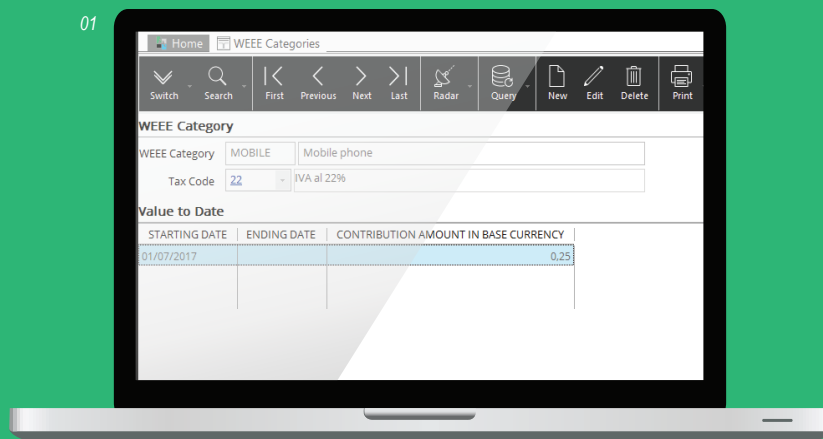 01
Home WEEE Categories
Switch Search First Previous Next Last Radar Query New Edit Delete Print
WEEE Category
WEEE Category MOBILE Mobile phone
Tax Code 22 IVA al 22%
Value to Date
STARTING DATE ENDING DATE CONTRIBUTION AMOUNT IN BASE CURRENCY
01/07/2017 0,25